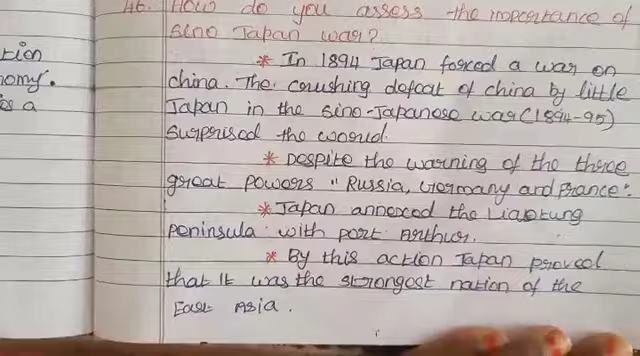 46. How do you assess the importance of
Sino Japan war?
* In 1894 Japan forced a war on
China. The crushing defeat of China by little
Japan in the Sino-Japanese war (1894-95)
Surprised the world.
* Despite the warning of the three
great powers "Russia, Germany and France".
* Japan annexed the Liaotung
Peninsula with port Arthur.
* By this action Japan proved
that it was the strongest nation of the
East Asia.
tion
nomy.
a